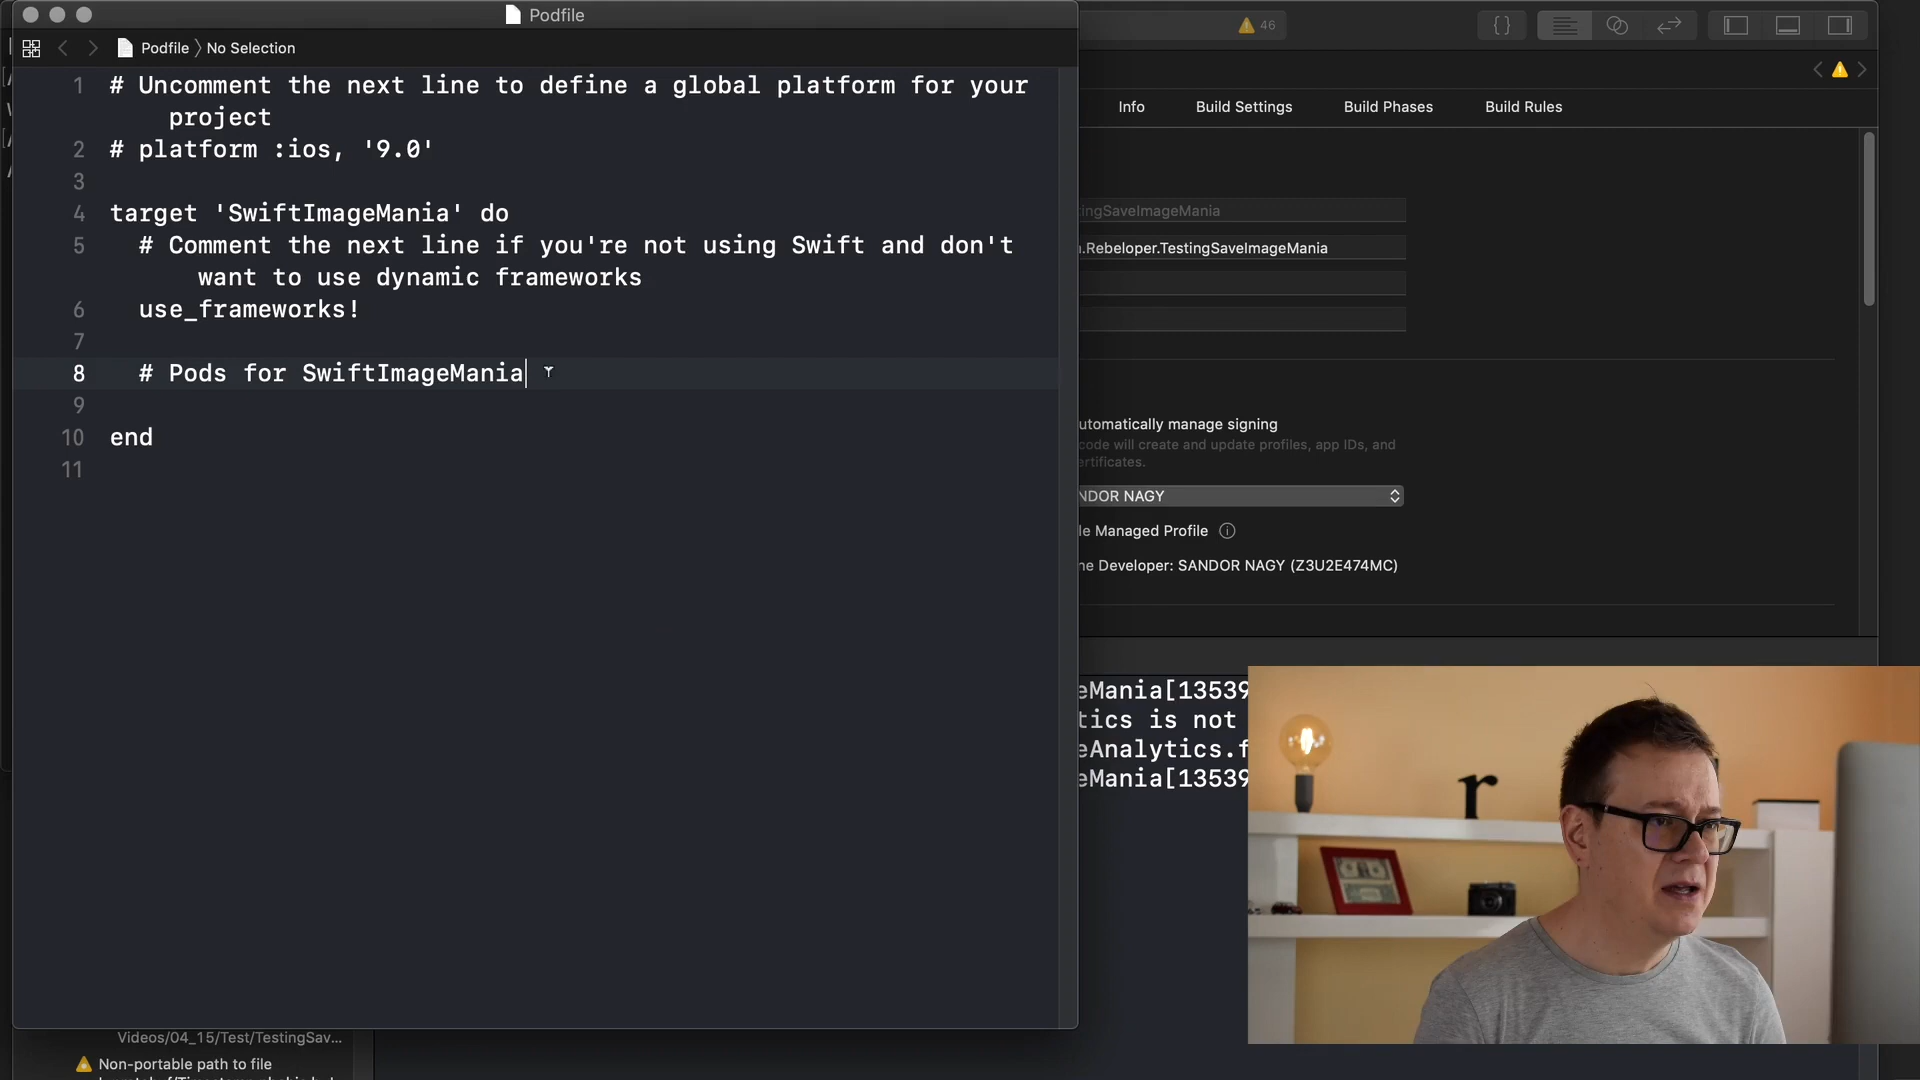 Podfile
46
Podfile 〉No Selection
Info
Build Settings
Build Phases
Build Rules
1 # Uncomment the next line to define a global platform for your
project
2 # platform :ios, '9.0'
3
4 target 'SwiftImageMania' do
5 # Comment the next line if you're not using Swift and don't
want to use dynamic frameworks
6 use_frameworks!
7
8 # Pods for SwiftImageMania
9
10 end
11
ingSaveImageMania
.Rebeloper.TestingSaveImageMania
utomatically manage signing
code will create and update profiles, app IDs, and
ertificates.
NDOR NAGY
le Managed Profile
ne Developer: SANDOR NAGY (Z3U2E474MC)
eMania[13539
tics is not
eAnalytics.f
eMania[13539
r
Videos/04_15/Test/TestingSav...
Non-portable path to file